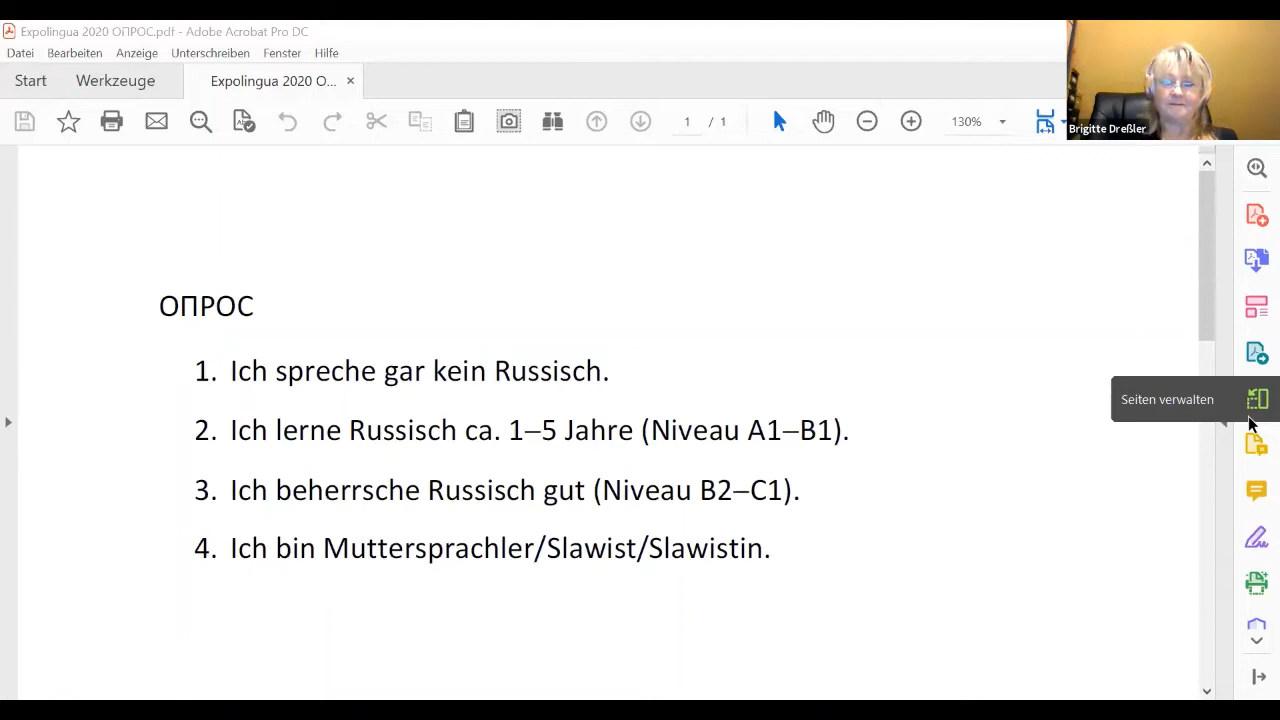 Expolingua 2020 ОПРОС.pdf - Adobe Acrobat Pro DC
Datei Bearbeiten Anzeige Unterschreiben Fenster Hilfe
Start Werkzeuge Expolingua 2020 O... ×
1 / 1 130%
Brigitte Dreßler
ОПРОС
1. Ich spreche gar kein Russisch.
Seiten verwalten
2. Ich lerne Russisch ca. 1–5 Jahre (Niveau A1–B1).
3. Ich beherrsche Russisch gut (Niveau B2–C1).
4. Ich bin Muttersprachler/Slawist/Slawistin.